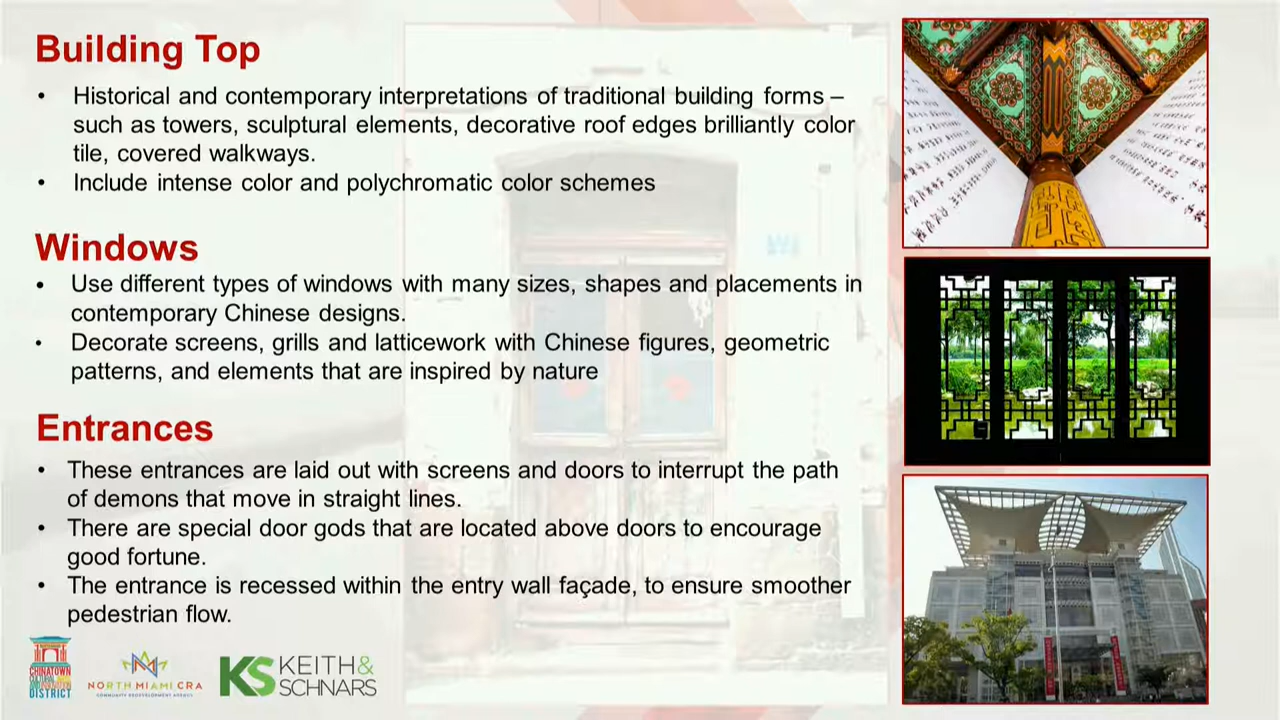 Building Top
• Historical and contemporary interpretations of traditional building forms –
such as towers, sculptural elements, decorative roof edges brilliantly color
tile, covered walkways.
• Include intense color and polychromatic color schemes
Windows
• Use different types of windows with many sizes, shapes and placements in
contemporary Chinese designs.
• Decorate screens, grills and latticework with Chinese figures, geometric
patterns, and elements that are inspired by nature
Entrances
• These entrances are laid out with screens and doors to interrupt the path
of demons that move in straight lines.
• There are special door gods that are located above doors to encourage
good fortune.
• The entrance is recessed within the entry wall façade, to ensure smoother
pedestrian flow.
CHINATOWN
CULTURAL
DISTRICT
NORTH MIAMI CRA
COMMUNITY REDEVELOPMENT AGENCY
KS KEITH&
SCHNARS